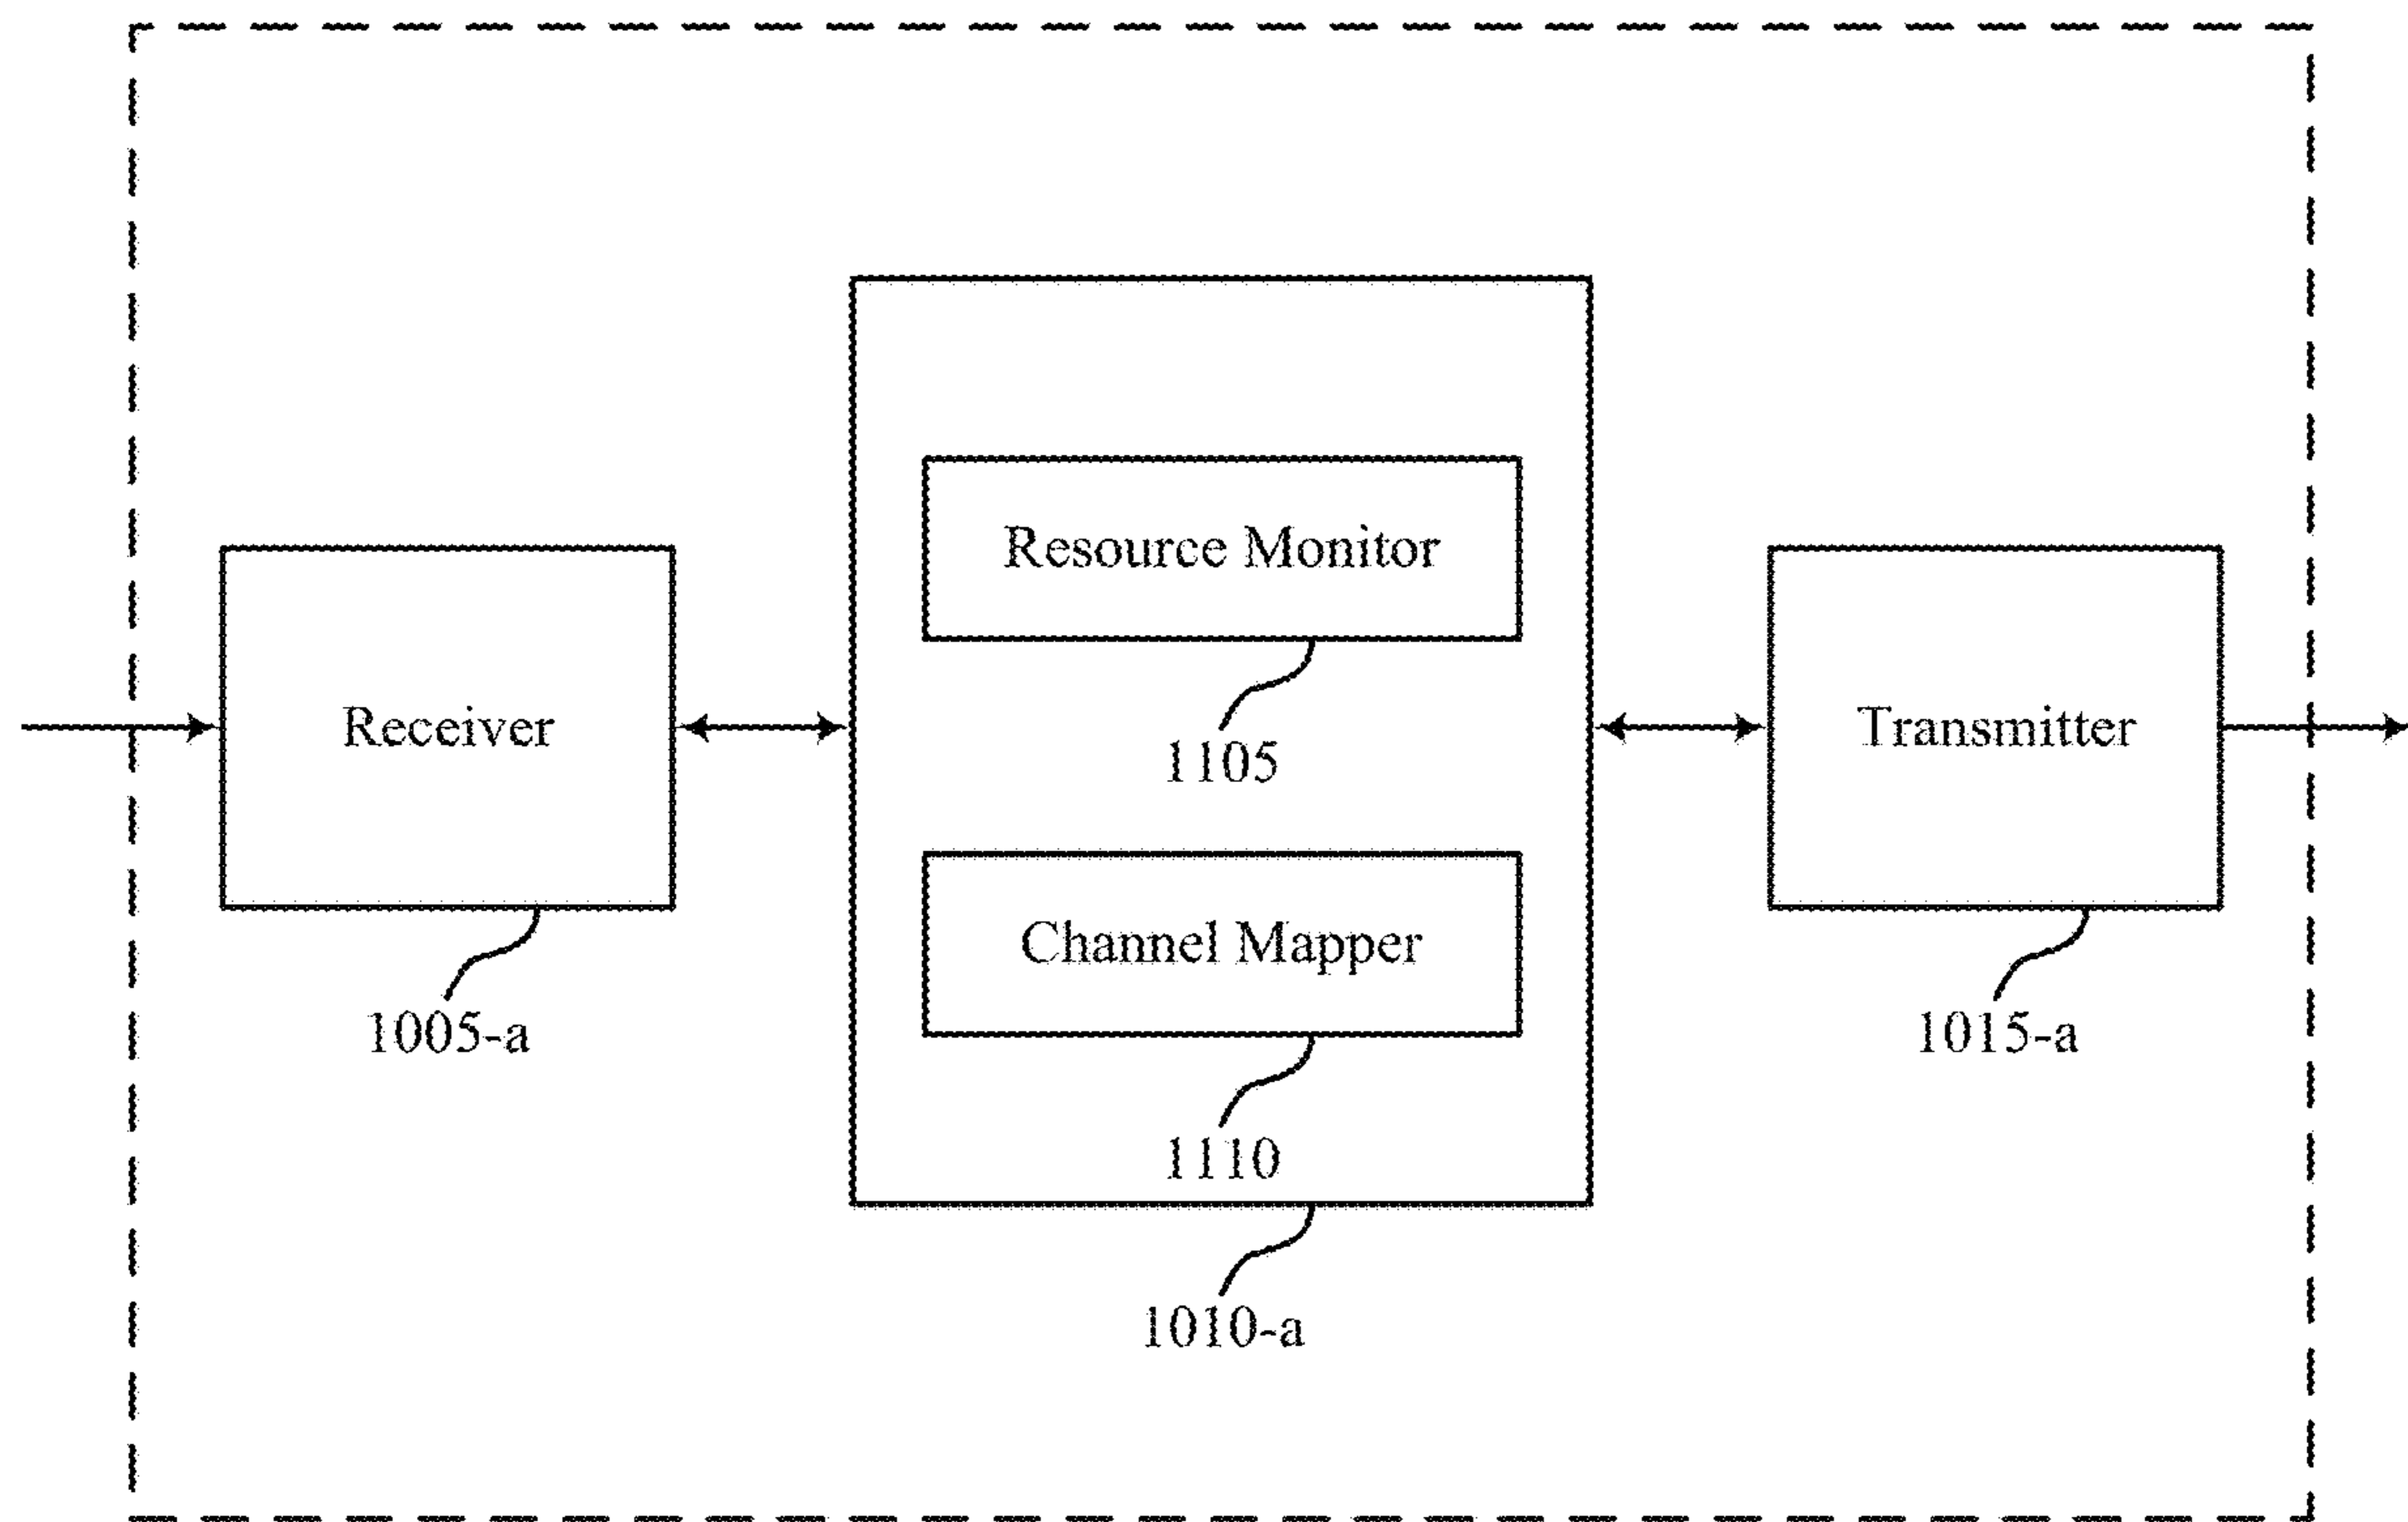 Resource Monitor
1105
Receiver
1005-a
Transmitter
1015-a
Channel Mapper
1110
1010-a